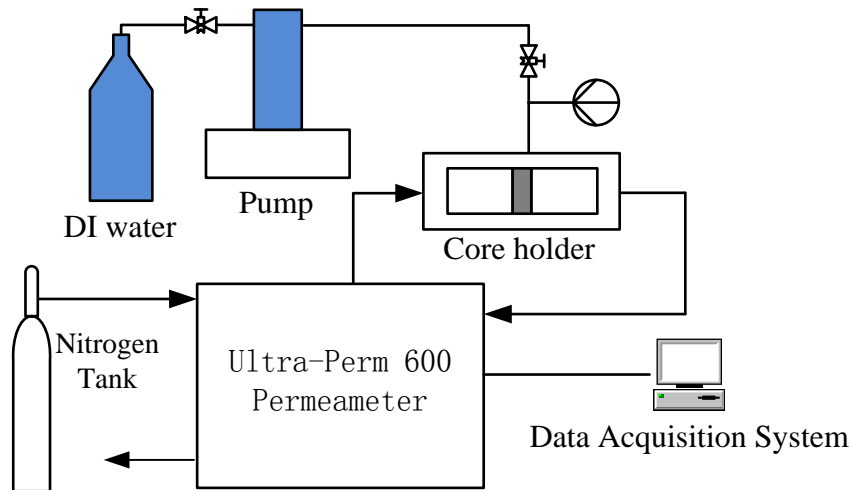 DI water
Pump
Core holder
Nitrogen
Tank
Ultra-Perm 600
Permeameter
Data Acquisition System